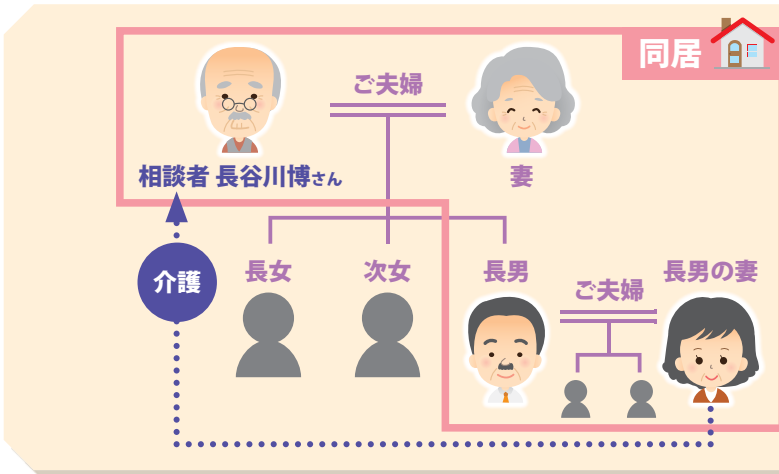 同居
ご夫婦
相談者 長谷川博さん
妻
介護
長女
次女
長男
ご夫婦
長男の妻